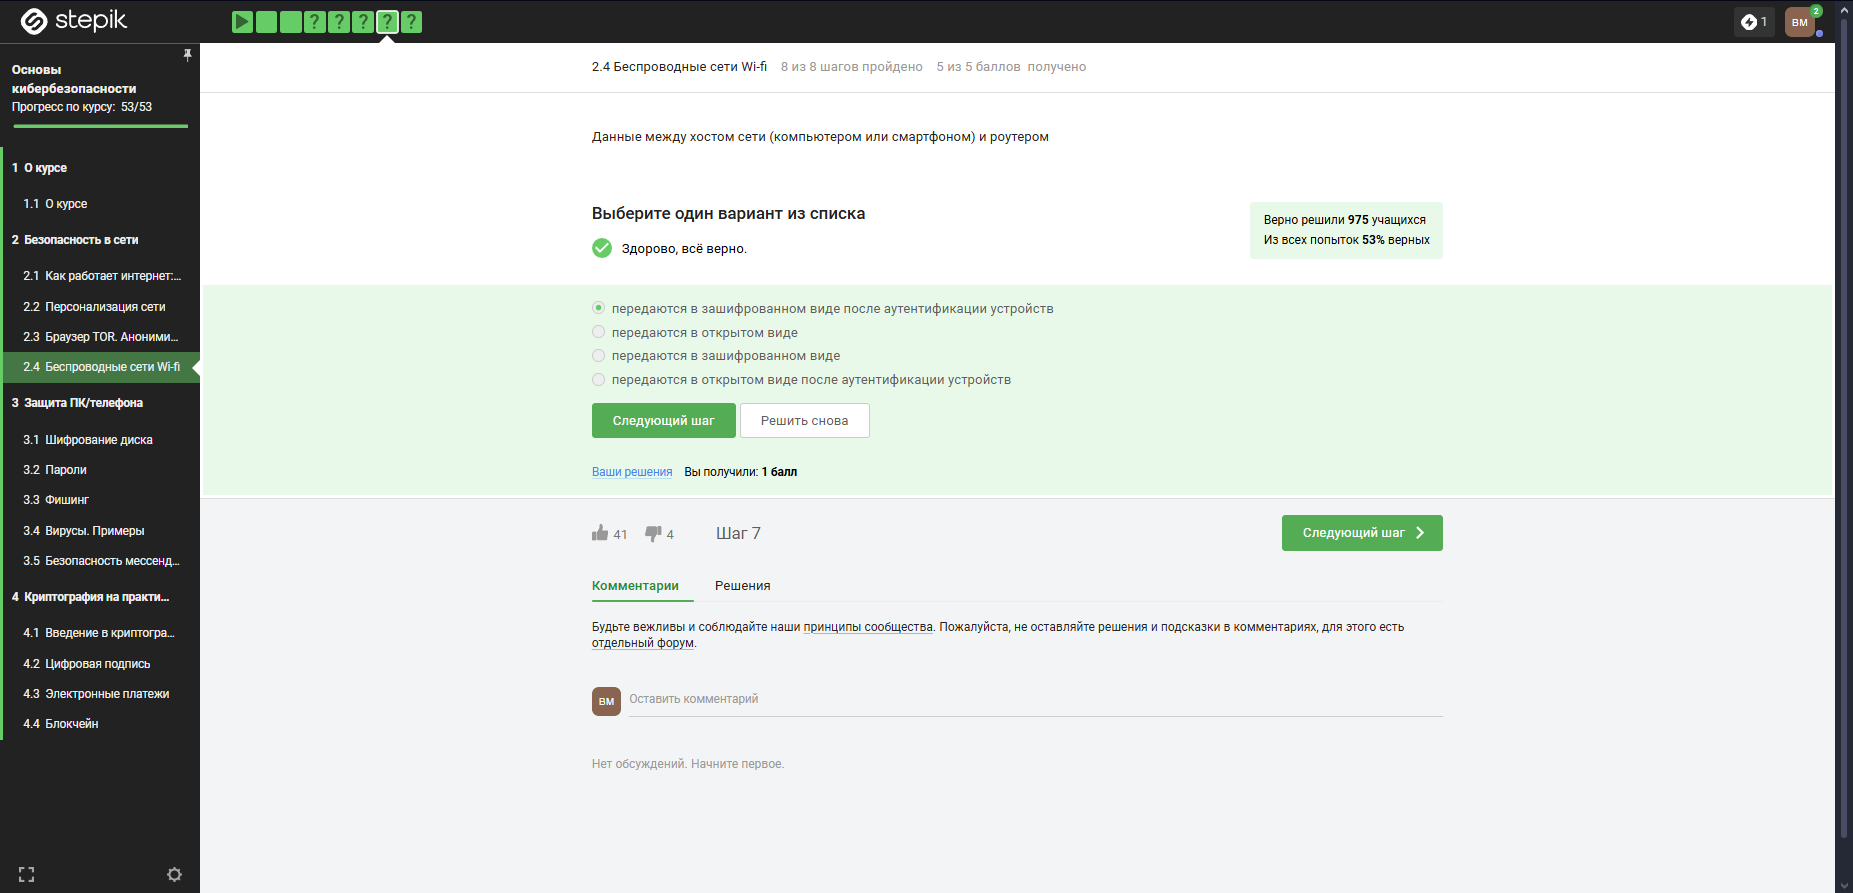 stepik
? ? ? ? ?
1
ВМ
2
Основы
кибербезопасности
Прогресс по курсу: 53/53
1 О курсе
1.1 О курсе
2 Безопасность в сети
2.1 Как работает интернет:...
2.2 Персонализация сети
2.3 Браузер TOR. Аноними...
2.4 Беспроводные сети Wi-fi
3 Защита ПК/телефона
3.1 Шифрование диска
3.2 Пароли
3.3 Фишинг
3.4 Вирусы. Примеры
3.5 Безопасность мессенд...
4 Криптография на практи...
4.1 Введение в криптогра...
4.2 Цифровая подпись
4.3 Электронные платежи
4.4 Блокчейн
2.4 Беспроводные сети Wi-fi 8 из 8 шагов пройдено 5 из 5 баллов получено
Данные между хостом сети (компьютером или смартфоном) и роутером
Выберите один вариант из списка
Здорово, всё верно.
Верно решили 975 учащихся
Из всех попыток 53% верных
передаются в зашифрованном виде после аутентификации устройств
передаются в открытом виде
передаются в зашифрованном виде
передаются в открытом виде после аутентификации устройств
Следующий шаг Решить снова
Ваши решения Вы получили: 1 балл
41 4 Шаг 7 Следующий шаг
Комментарии Решения
Будьте вежливы и соблюдайте наши принципы сообщества. Пожалуйста, не оставляйте решения и подсказки в комментариях, для этого есть
отдельный форум.
ВМ Оставить комментарий
Нет обсуждений. Начните первое.